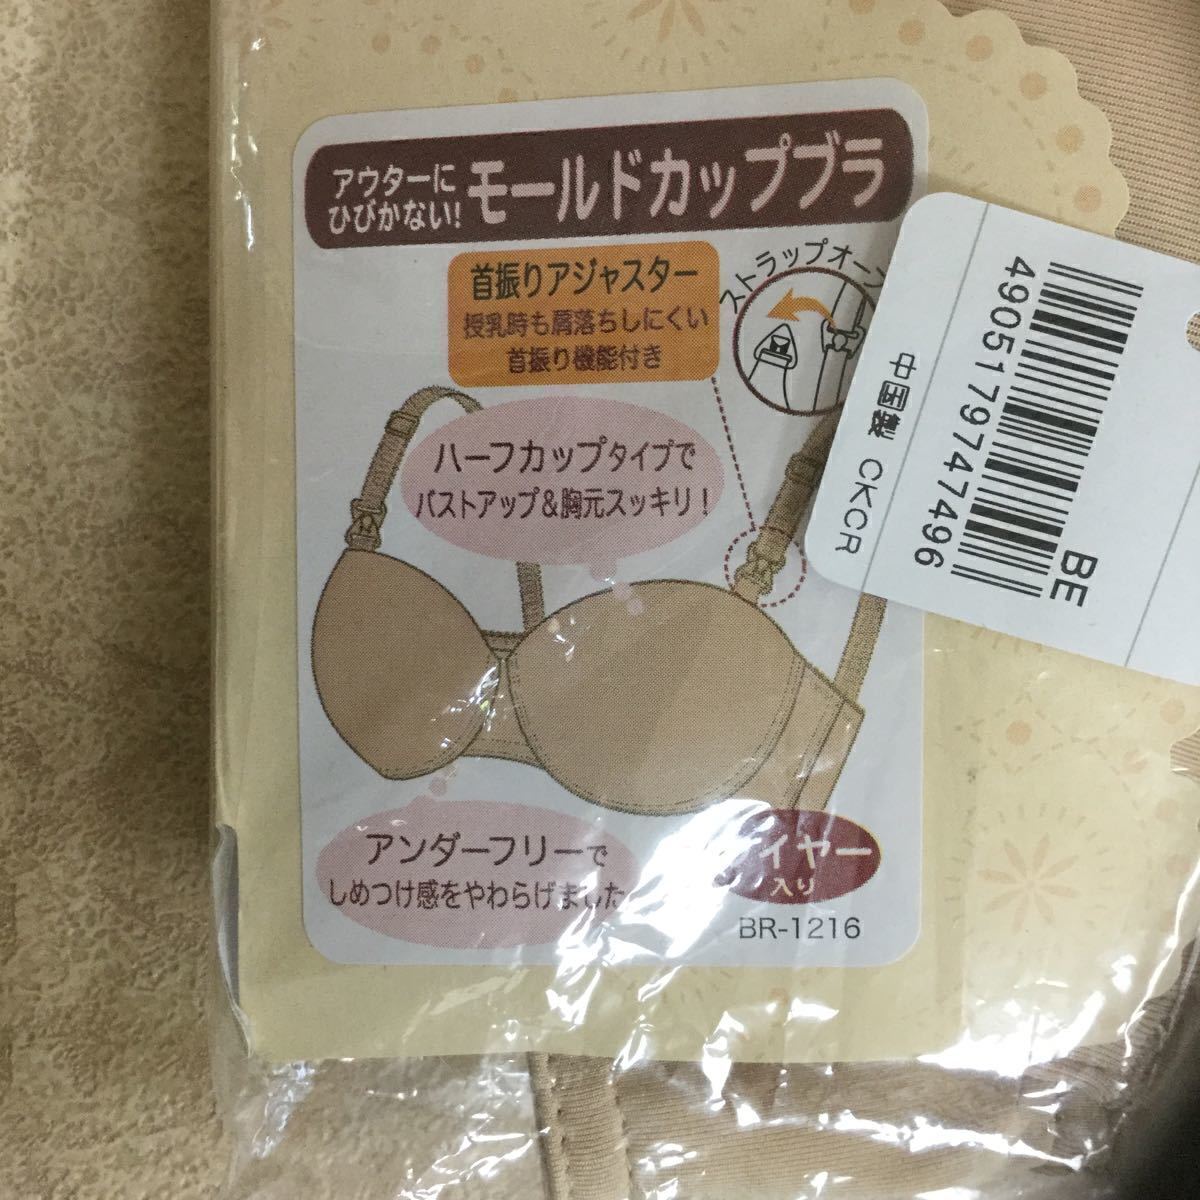 アウターに
ひびかない!
モールドカップブラ
首振りアジャスター
授乳時も肩落ちしにくい
首振り機能付き
ストラップオープ
ハーフカップタイプで
バストアップ&胸元スッキリ!
アンダーフリーで
しめつけ感をやわらげました
ワイヤー
入り
BR-1216
BE
4905179747496
中国製 CKCR